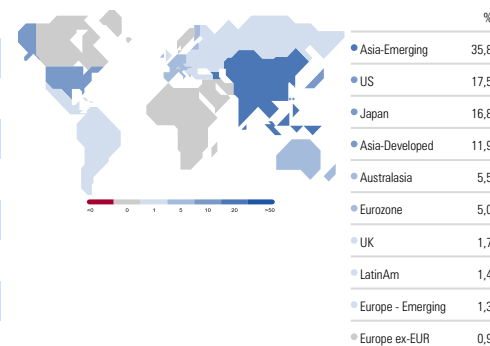 %
Asia-Emerging 35,8
US 17,5
Japan 16,8
Asia-Developed 11,9
Australasia 5,5
Eurozone 5,0
UK 1,7
LatinAm 1,4
Europe - Emerging 1,3
Europe ex-EUR 0,9
<0 0 1 5 10 20 >50